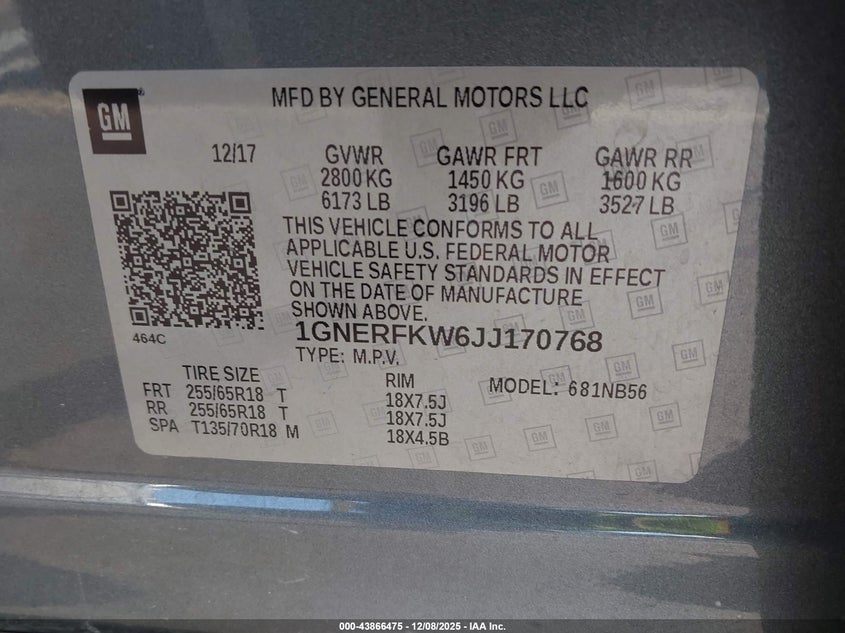 GM
MFD BY GENERAL MOTORS LLC
12/17 GVWR GAWR FRT GAWR RR
2800 KG 1450 KG 1600 KG
6173 LB 3196 LB 3527 LB
THIS VEHICLE CONFORMS TO ALL
APPLICABLE U.S. FEDERAL MOTOR
VEHICLE SAFETY STANDARDS IN EFFECT
ON THE DATE OF MANUFACTURE
SHOWN ABOVE.
464C
1GNERFKW6JJ170768
TYPE: M.P.V.
TIRE SIZE RIM MODEL: 681NB56
FRT 255/65R18 T 18X7.5J
RR 255/65R18 T 18X7.5J
SPA T135/70R18 M 18X4.5B
000-43866475 — 12/08/2025 — IAA Inc.